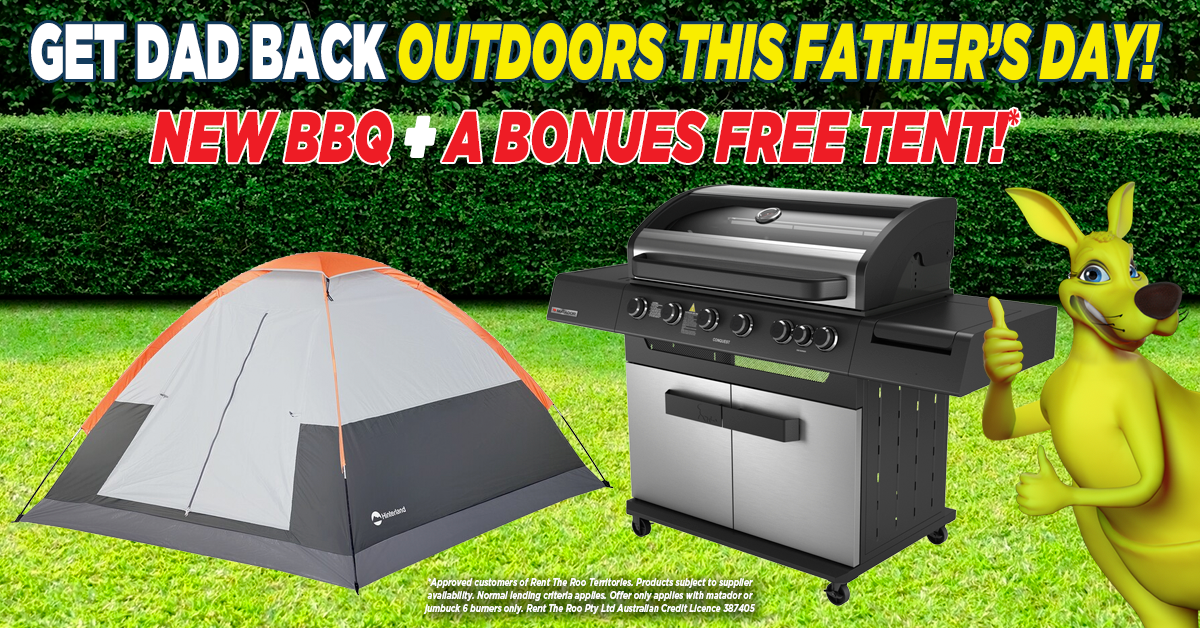 GET DAD BACK OUTDOORS THIS FATHER'S DAY!
NEW BBQ + A BONUES FREE TENT!*
Hinterland
CONQUEST
*Approved customers of Rent The Roo Territories. Products subject to supplier
availability. Normal lending criteria applies. Offer only applies with matador or
jumbuck 6 burners only. Rent The Roo Pty Ltd Australian Credit Licence 387405